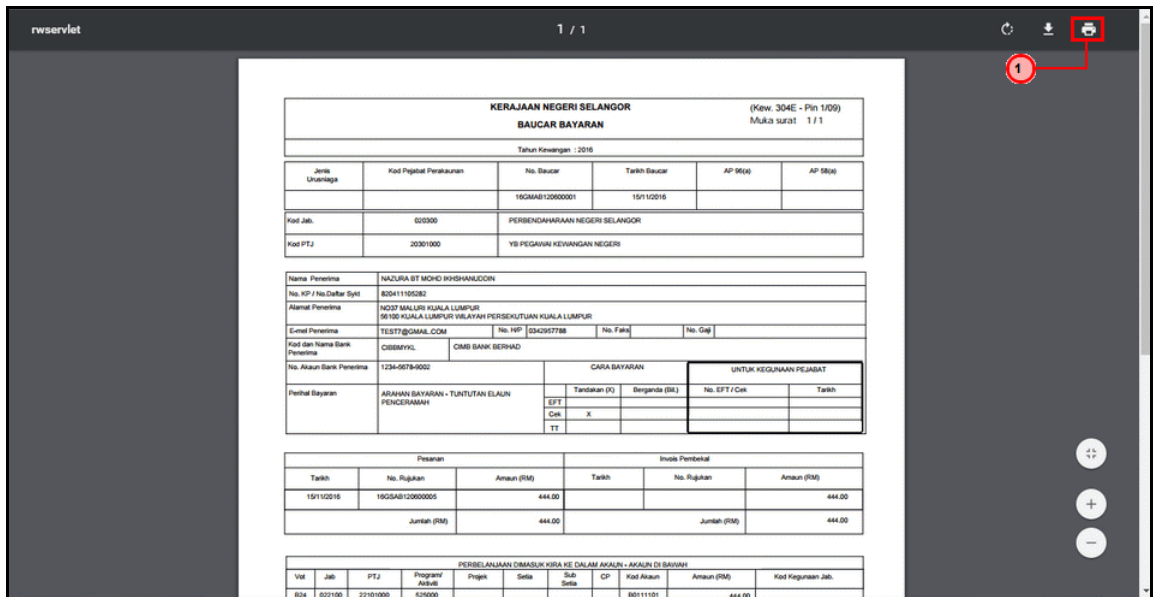 rwservlet 1 / 1
1
KERAJAAN NEGERI SELANGOR (Kew. 304E - Pin 1/09)
BAUCAR BAYARAN Muka surat 1 / 1
Tahun Kewangan : 2016
Jenis Urusniaga Kod Pejabat Perakaunan No. Baucar Tarikh Baucar AP 96(a) AP 58(a)
16GMAB120600001 15/11/2016
Kod Jab. 020300 PERBENDAHARAAN NEGERI SELANGOR
Kod PTJ 20301000 YB PEGAWAI KEWANGAN NEGERI
Nama Penerima NAZURA BT MOHD IKHSHANUDDIN
No. KP / No.Daftar Sykt 820411105282
Alamat Penerima NO37 MALURI KUALA LUMPUR
56100 KUALA LUMPUR WILAYAH PERSEKUTUAN KUALA LUMPUR
E-mel Penerima TEST7@GMAIL.COM No. H/P 0342957788 No. Faks No. Gaji
Kod dan Nama Bank Penerima CIBBMYKL CIMB BANK BERHAD
No. Akaun Bank Penerima 1234-5678-9002 CARA BAYARAN UNTUK KEGUNAAN PEJABAT
Perihal Bayaran ARAHAN BAYARAN - TUNTUTAN ELAUN PENCERAMAH Tandakan (X) Berganda (Bil.) No. EFT / Cek Tarikh
EFT
Cek X
TT
Pesanan Invois Pembekal
Tarikh No. Rujukan Amaun (RM) Tarikh No. Rujukan Amaun (RM)
15/11/2016 16GSAB120600005 444.00 444.00
Jumlah (RM) 444.00 Jumlah (RM) 444.00
PERBELANJAAN DIMASUK KIRA KE DALAM AKAUN - AKAUN DI BAWAH
Vot Jab PTJ Program/ Aktiviti Projek Setia Sub Setia CP Kod Akaun Amaun (RM) Kod Kegunaan Jab.
B24 022100 22101000 525000 B0111101 444.00